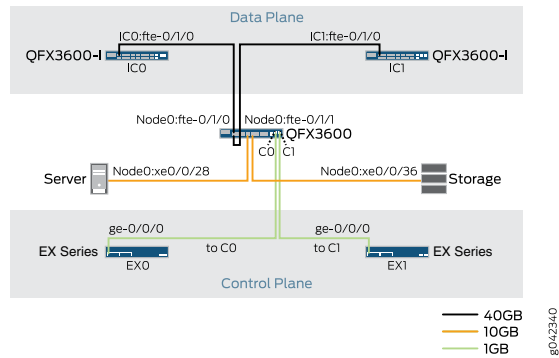 Data Plane
IC0:fte-0/1/0
IC1:fte-0/1/0
QFX3600-I
QFX3600-I
IC0
IC1
Node0:fte-0/1/0
Node0:fte-0/1/1
QFX3600
C0
C1
Node0:xe0/0/28
Node0:xe0/0/36
Server
Storage
ge-0/0/0
ge-0/0/0
EX Series
to C0
to C1
EX Series
EX0
EX1
Control Plane
40GB
10GB
1GB
g042340